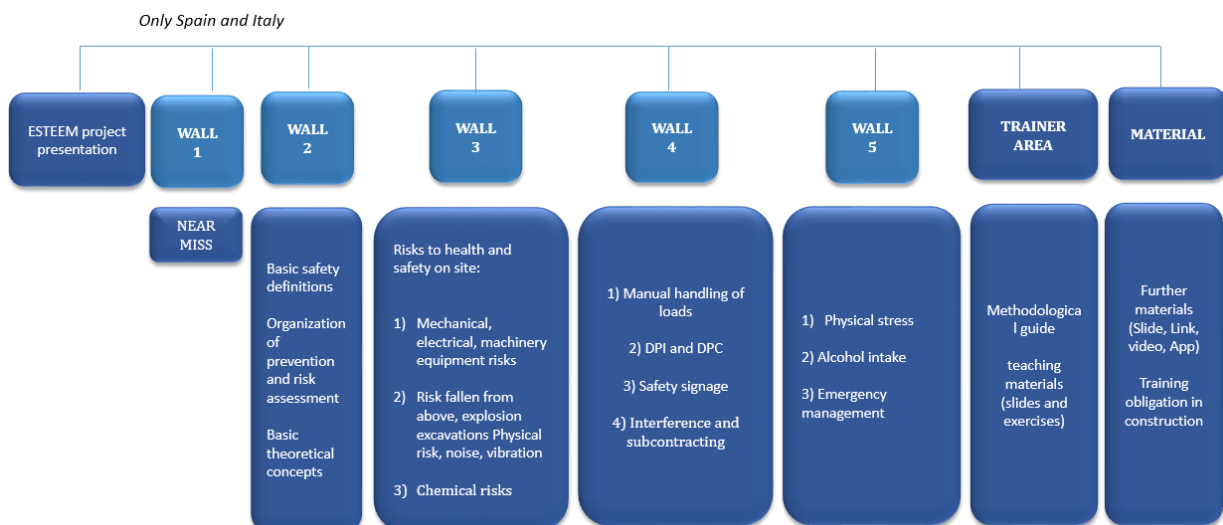 Only Spain and Italy
ESTEEM project
presentation
WALL
1
WALL
2
WALL
3
WALL
4
WALL
5
TRAINER
AREA
MATERIAL
NEAR
MISS
Basic safety
definitions
Organization
of
prevention
and risk
assessment
Basic
theoretical
concepts
Risks to health and
safety on site:
1) Mechanical,
electrical, machinery
equipment risks
2) Risk fallen from
above, explosion
excavations Physical
risk, noise, vibration
3) Chemical risks
1) Manual handling of
loads
2) DPI and DPC
3) Safety signage
4) Interference and
subcontracting
1) Physical stress
2) Alcohol intake
3) Emergency
management
Methodologica
l guide
teaching
materials
(slides and
exercises)
Further
materials
(Slide, Link,
video, App)
Training
obligation in
construction